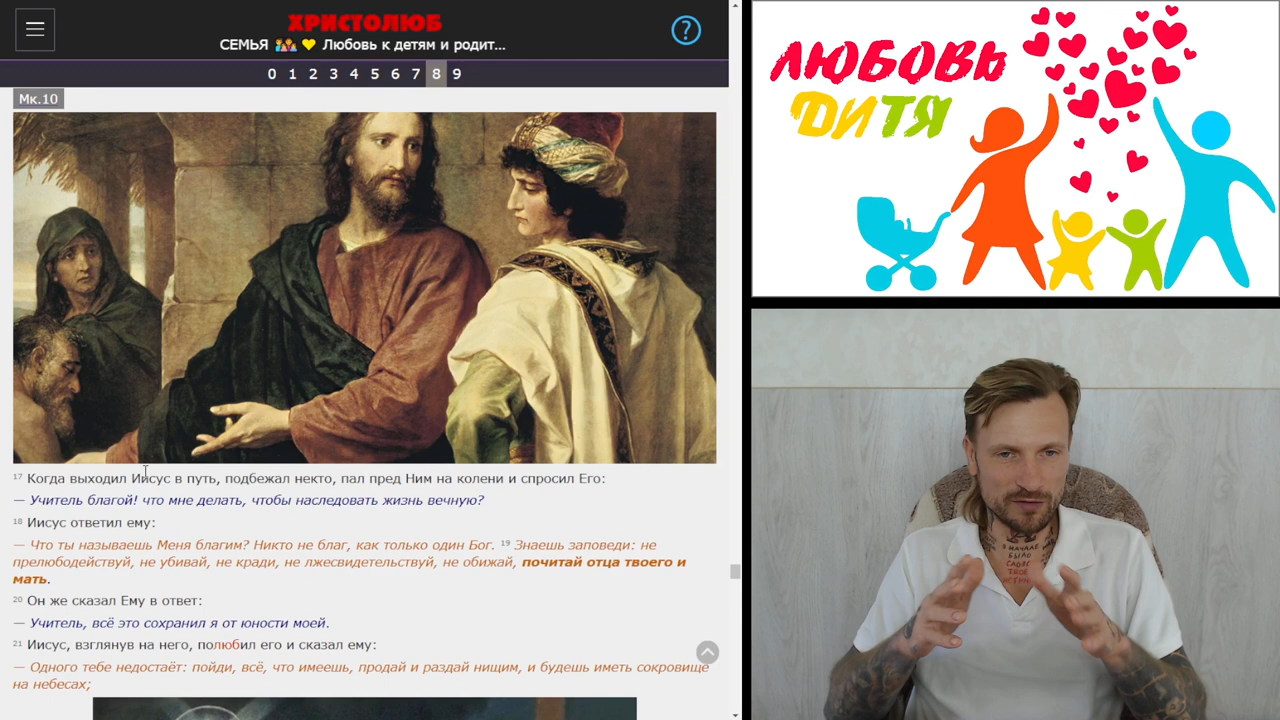 ХРИСТОЛЮБ
СЕМЬЯ 👨‍👩‍👧 💛 Любовь к детям и родит...
0 1 2 3 4 5 6 7 8 9
Мк.10
17 Когда выходил Иисус в путь, подбежал некто, пал пред Ним на колени и спросил Его:
— Учитель благой! что мне делать, чтобы наследовать жизнь вечную?
18 Иисус ответил ему:
— Что ты называешь Меня благим? Никто не благ, как только один Бог. 19 Знаешь заповеди: не
прелюбодействуй, не убивай, не кради, не лжесвидетельствуй, не обижай, почитай отца твоего и
мать.
20 Он же сказал Ему в ответ:
— Учитель, всё это сохранил я от юности моей.
21 Иисус, взглянув на него, полюбил его и сказал ему:
— Одного тебе недостаёт: пойди, всё, что имеешь, продай и раздай нищим, и будешь иметь сокровище
на небесах;
ЛЮБОВЬ
ДИТЯ
В НАЧАЛЕ
БЫЛО
СЛОВО